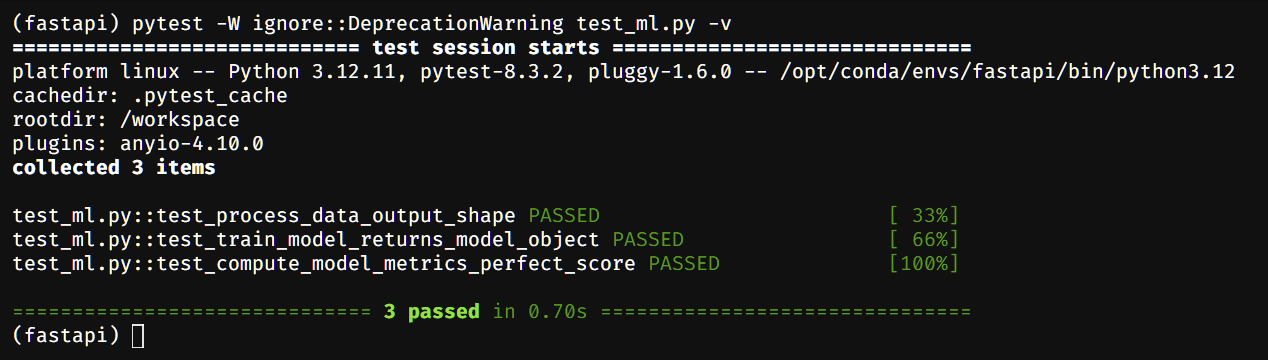 (fastapi) pytest -W ignore::DeprecationWarning test_ml.py -v
============================= test session starts ==============================
platform linux -- Python 3.12.11, pytest-8.3.2, pluggy-1.6.0 -- /opt/conda/envs/fastapi/bin/python3.12
cachedir: .pytest_cache
rootdir: /workspace
plugins: anyio-4.10.0
collected 3 items
test_ml.py::test_process_data_output_shape PASSED                        [ 33%]
test_ml.py::test_train_model_returns_model_object PASSED                 [ 66%]
test_ml.py::test_compute_model_metrics_perfect_score PASSED              [100%]
============================== 3 passed in 0.70s ===============================
(fastapi)